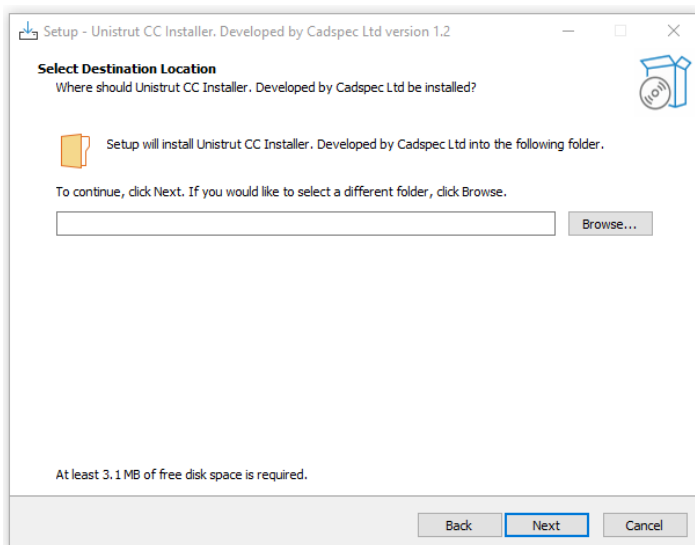 Setup - Unistrut CC Installer. Developed by Cadspec Ltd version 1.2
Select Destination Location
Where should Unistrut CC Installer. Developed by Cadspec Ltd be installed?
Setup will install Unistrut CC Installer. Developed by Cadspec Ltd into the following folder.
To continue, click Next. If you would like to select a different folder, click Browse.
Browse...
At least 3.1 MB of free disk space is required.
Back Next Cancel